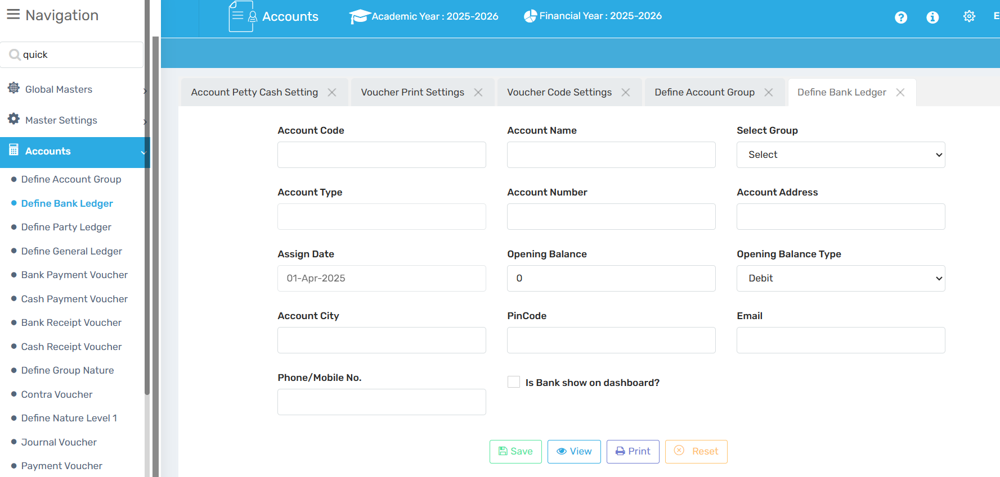 Navigation
quick
Global Masters
Master Settings
Accounts
Define Account Group
Define Bank Ledger
Define Party Ledger
Define General Ledger
Bank Payment Voucher
Cash Payment Voucher
Bank Receipt Voucher
Cash Receipt Voucher
Define Group Nature
Contra Voucher
Define Nature Level 1
Journal Voucher
Payment Voucher
Accounts Academic Year : 2025-2026 Financial Year : 2025-2026 E
Account Petty Cash Setting Voucher Print Settings Voucher Code Settings Define Account Group Define Bank Ledger
Account Code Account Name Select Group
Select
Account Type Account Number Account Address
Assign Date Opening Balance Opening Balance Type
01-Apr-2025 0 Debit
Account City PinCode Email
Phone/Mobile No. Is Bank show on dashboard?
Save View Print Reset